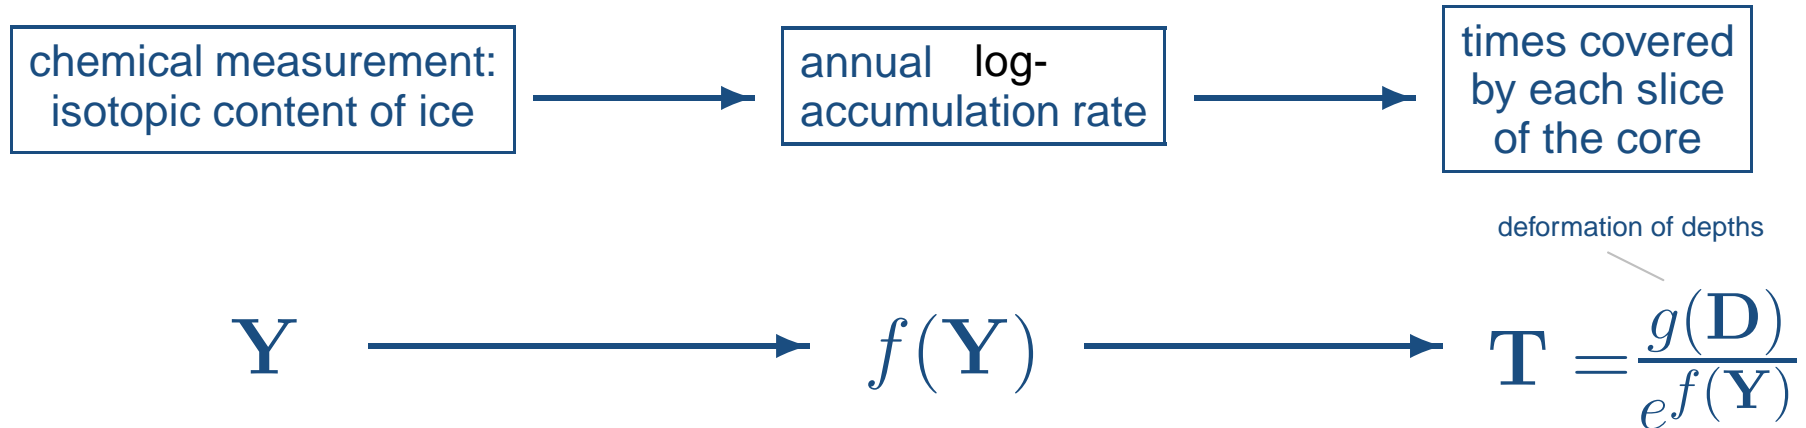 chemical measurement:
isotopic content of ice
annual log-
accumulation rate
times covered
by each slice
of the core
deformation of depths
Y
f(Y)
T = g(D) / e^f(Y)